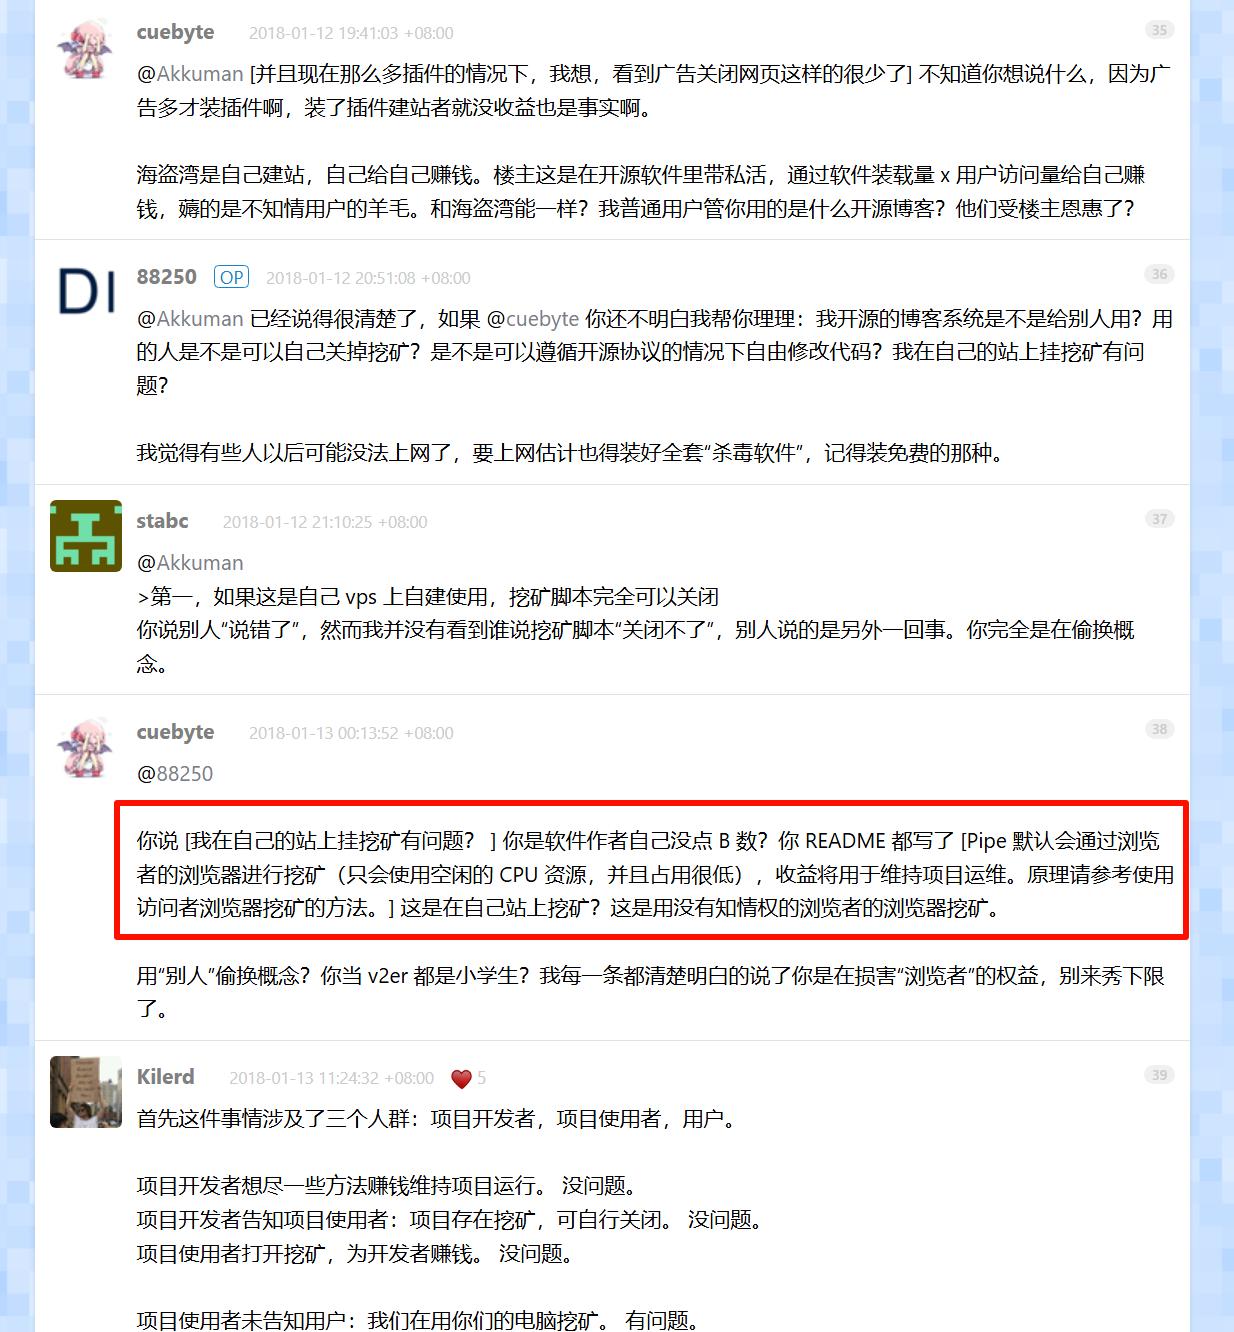 cuebyte 2018-01-12 19:41:03 +08:00 35
@Akkuman [并且现在那么多插件的情况下，我想，看到广告关闭网页这样的很少了] 不知道你想说什么，因为广
告多才装插件啊，装了插件建站者就没收益也是事实啊。
海盗湾是自己建站，自己给自己赚钱。楼主这是在开源软件里带私活，通过软件装载量 x 用户访问量给自己赚
钱，薅的是不知情用户的羊毛。和海盗湾能一样？我普通用户管你用的是什么开源博客？他们受楼主恩惠了？
DI
88250 OP 2018-01-12 20:51:08 +08:00 36
@Akkuman 已经说得很清楚了，如果 @cuebyte 你还不明白我帮你理理：我开源的博客系统是不是给别人用？用
的人是不是可以自己关掉挖矿？是不是可以遵循开源协议的情况下自由修改代码？我在自己的站上挂挖矿有问
题？
我觉得有些人以后可能没法上网了，要上网估计也得装好全套“杀毒软件”，记得装免费的那种。
stabc 2018-01-12 21:10:25 +08:00 37
@Akkuman
>第一，如果这是自己 vps 上自建使用，挖矿脚本完全可以关闭
你说别人“说错了”，然而我并没有看到谁说挖矿脚本“关闭不了”，别人说的是另外一回事。你完全是在偷换概
念。
cuebyte 2018-01-13 00:13:52 +08:00 38
@88250
你说 [我在自己的站上挂挖矿有问题？ ] 你是软件作者自己没点 B 数？你 README 都写了 [Pipe 默认会通过浏览
者的浏览器进行挖矿（只会使用空闲的 CPU 资源，并且占用很低），收益将用于维持项目运维。原理请参考使用
访问者浏览器挖矿的方法。] 这是在自己站上挖矿？这是用没有知情权的浏览者的浏览器挖矿。
用“别人”偷换概念？你当 v2er 都是小学生？我每一条都清楚明白的说了你是在损害“浏览者”的权益，别来秀下限
了。
Kilerd 2018-01-13 11:24:32 +08:00 5 39
首先这件事情涉及了三个人群：项目开发者，项目使用者，用户。
项目开发者想尽一些方法赚钱维持项目运行。 没问题。
项目开发者告知项目使用者：项目存在挖矿，可自行关闭。 没问题。
项目使用者打开挖矿，为开发者赚钱。 没问题。
项目使用者未告知用户：我们在用你们的电脑挖矿。 有问题。